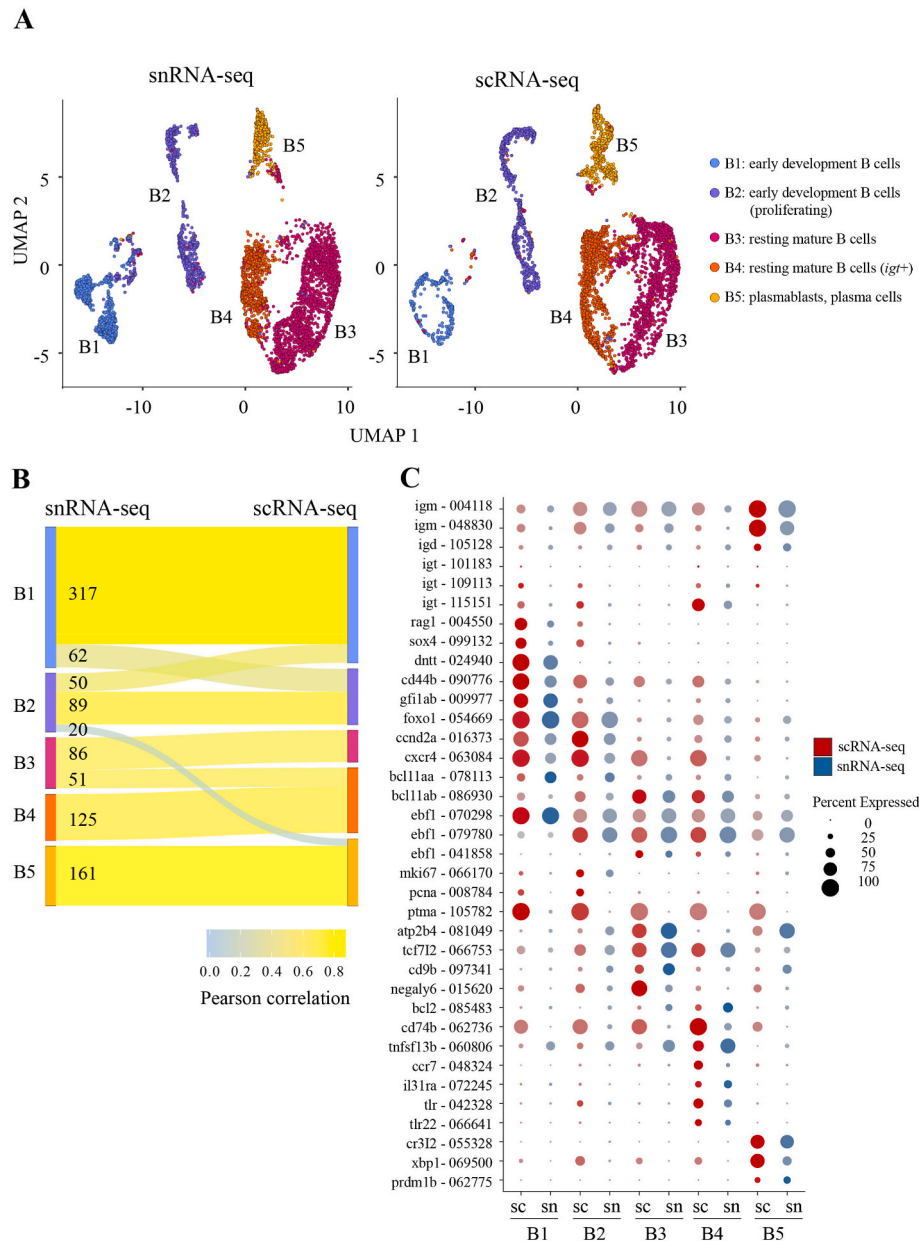 A
snRNA-seq
scRNA-seq
UMAP 2
5
0
-5
-10
0
10
B1
B2
B3
B4
B5
5
0
-5
-10
0
10
B1
B2
B3
B4
B5
UMAP 1
B1: early development B cells
B2: early development B cells
(proliferating)
B3: resting mature B cells
B4: resting mature B cells (igt+)
B5: plasmablasts, plasma cells
B
snRNA-seq
scRNA-seq
B1
B2
B3
B4
B5
317
62
50
89
20
86
51
125
161
0.0 0.2 0.4 0.6 0.8
Pearson correlation
C
igm - 004118
igm - 048830
igd - 105128
igt - 101183
igt - 109113
igt - 115151
rag1 - 004550
sox4 - 099132
dntt - 024940
cd44b - 090776
gfi1ab - 009977
foxo1 - 054669
ccnd2a - 016373
cxcr4 - 063084
bcl11aa - 078113
bcl11ab - 086930
ebf1 - 070298
ebf1 - 079780
ebf1 - 041858
mki67 - 066170
pcna - 008784
ptma - 105782
atp2b4 - 081049
tcf7l2 - 066753
cd9b - 097341
negaly6 - 015620
bcl2 - 085483
cd74b - 062736
tnfsf13b - 060806
ccr7 - 048324
il31ra - 072245
tlr - 042328
tlr22 - 066641
cr3l2 - 055328
xbp1 - 069500
prdm1b - 062775
sc sn sc sn sc sn sc sn sc sn
B1 B2 B3 B4 B5
scRNA-seq
snRNA-seq
Percent Expressed
0
25
50
75
100